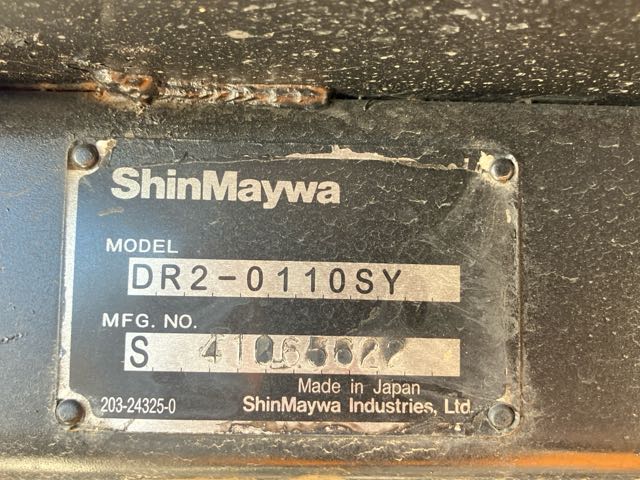 ShinMaywa
MODEL
DR2-0110SY
MFG. NO.
S
Made in Japan
203-24325-0
ShinMaywa Industries, Ltd.